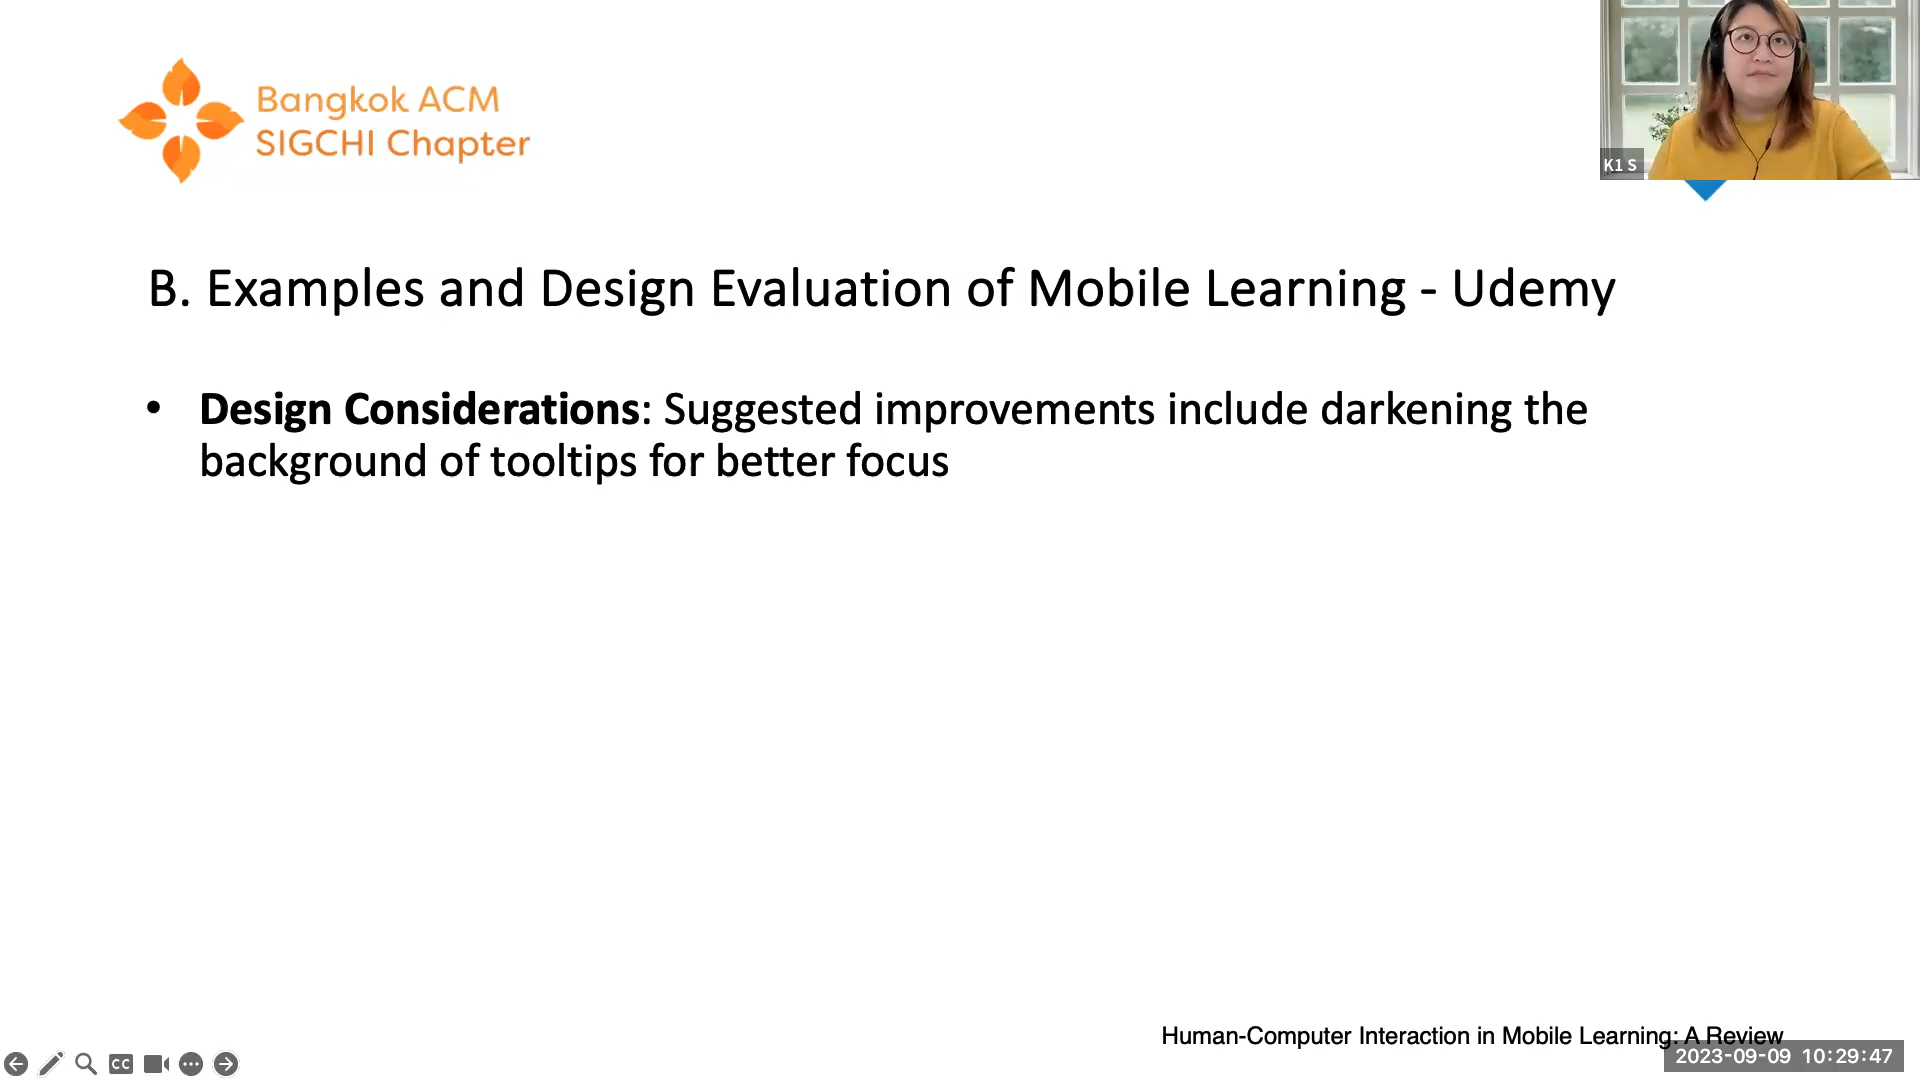 Bangkok ACM
SIGCHI Chapter
K1 S
B. Examples and Design Evaluation of Mobile Learning - Udemy
• Design Considerations: Suggested improvements include darkening the
background of tooltips for better focus
Human-Computer Interaction in Mobile Learning: A Review
CC
2023-09-09 10:29:47